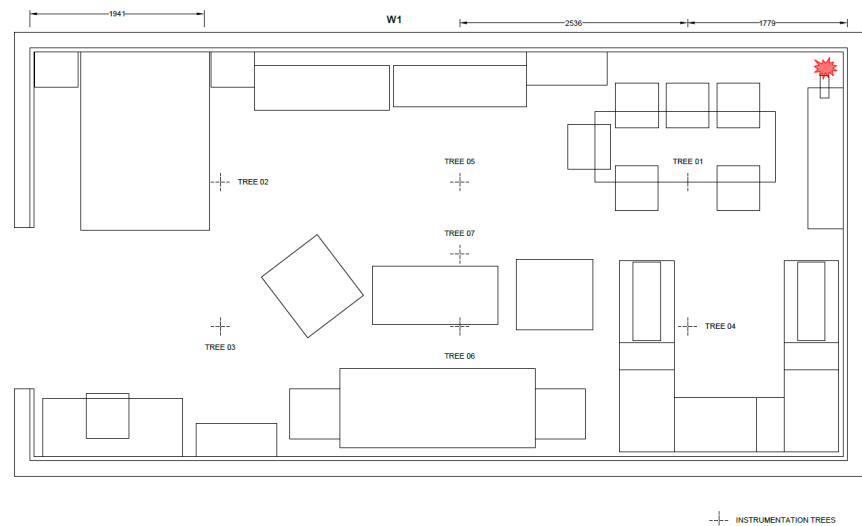 1941
W1
2536
1779
TREE 05
TREE 01
TREE 02
TREE 07
TREE 04
TREE 03
TREE 06
INSTRUMENTATION TREES